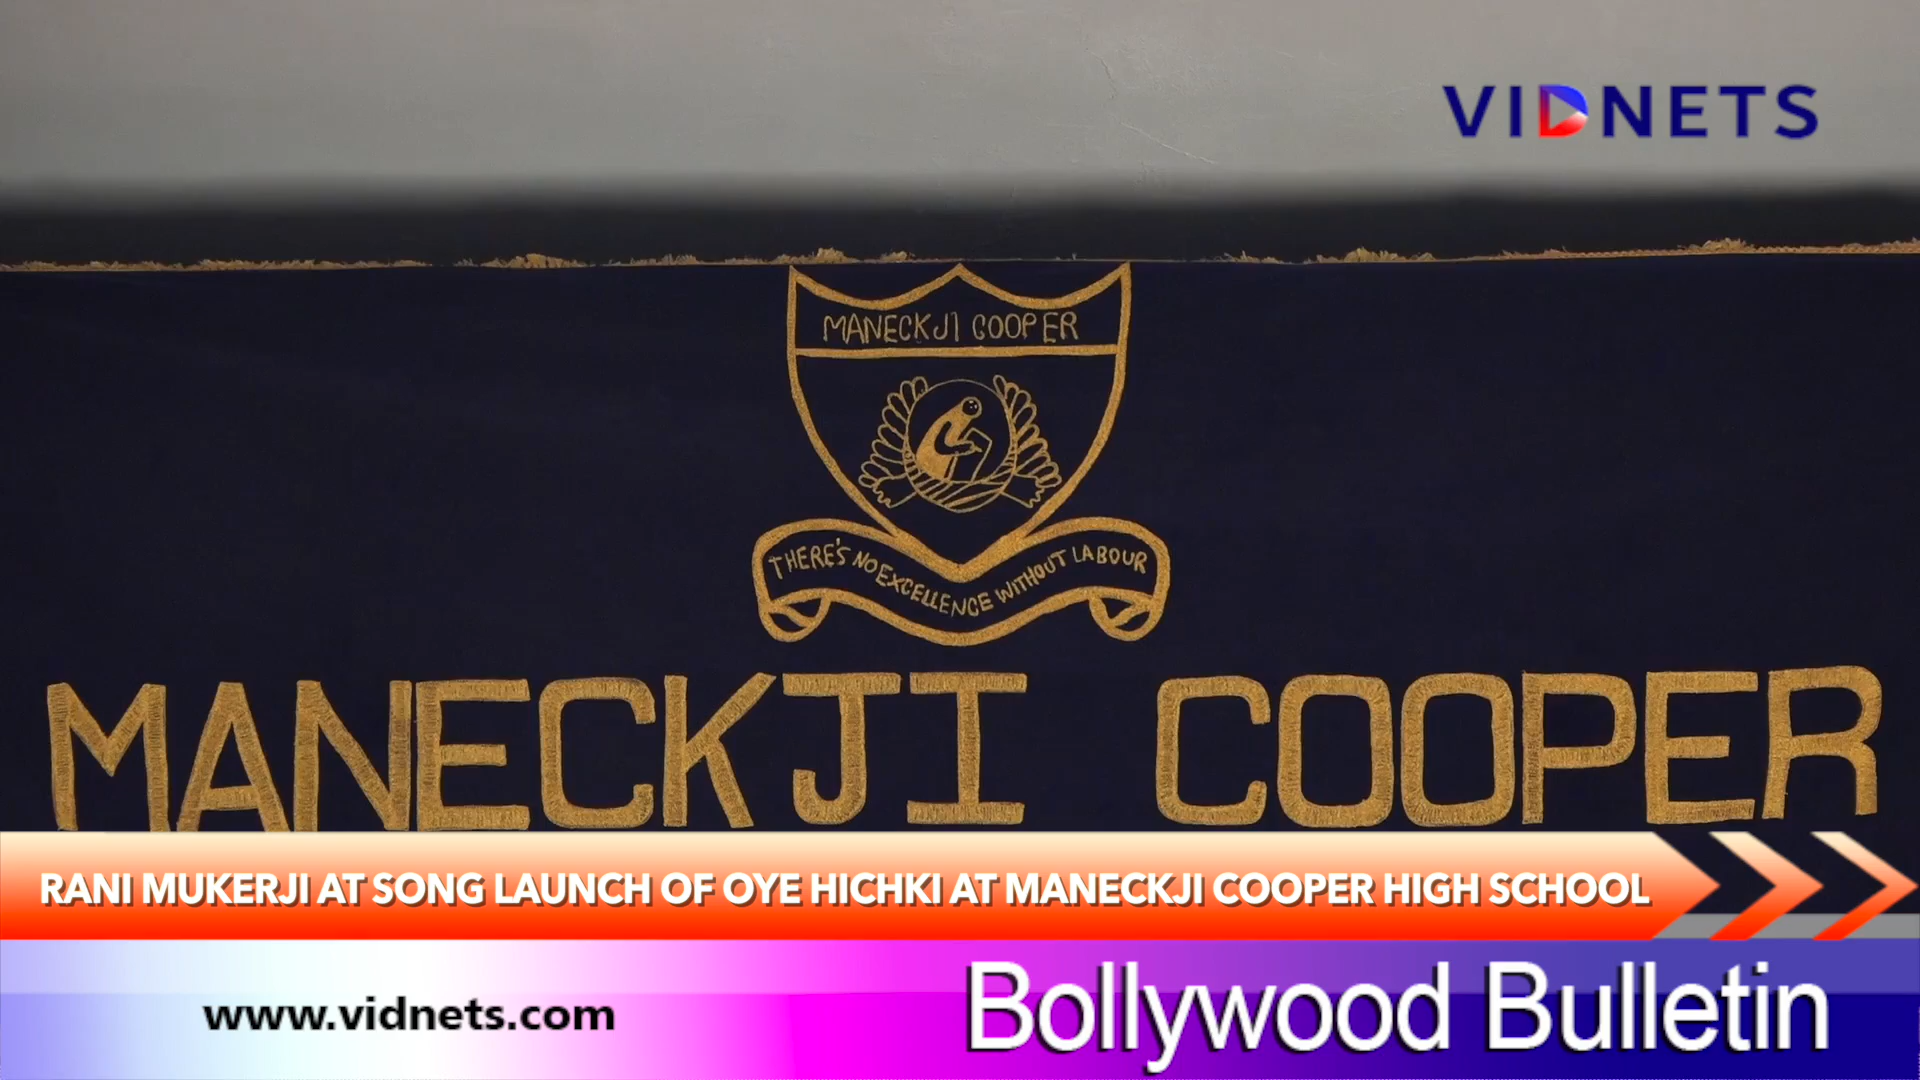 VIDNETS
MANECKJI COOPER
THERE'S NO EXCELLENCE WITHOUT LABOUR
MANECKJI COOPER
RANI MUKERJI AT SONG LAUNCH OF OYE HICHKI AT MANECKJI COOPER HIGH SCHOOL
www.vidnets.com
Bollywood Bulletin